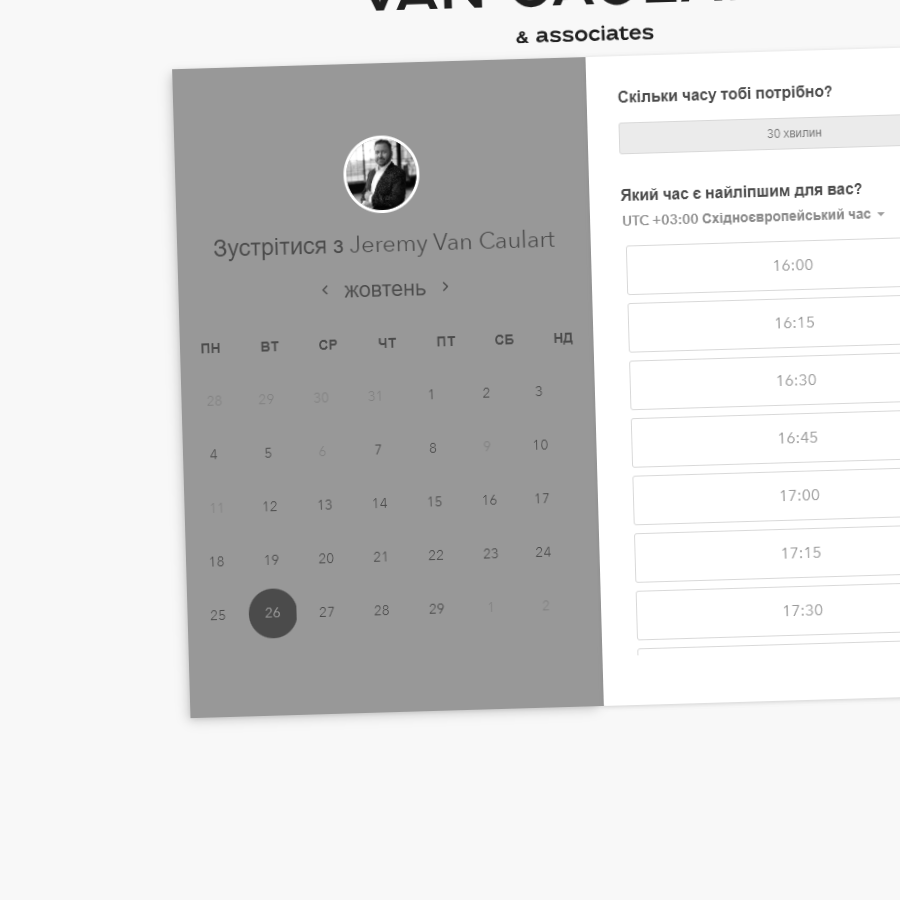 VAN
& associates
Зустрітися з Jeremy Van Caulart
жовтень
ПН ВТ СР ЧТ ПТ СБ НД
28 29 30 31 1 2 3
4 5 6 7 8 9 10
11 12 13 14 15 16 17
18 19 20 21 22 23 24
25 26 27 28 29 1 2
Скільки часу тобі потрібно?
30 хвилин
Який час є найліпшим для вас?
UTC +03:00 Східноєвропейський час
16:00
16:15
16:30
16:45
17:00
17:15
17:30